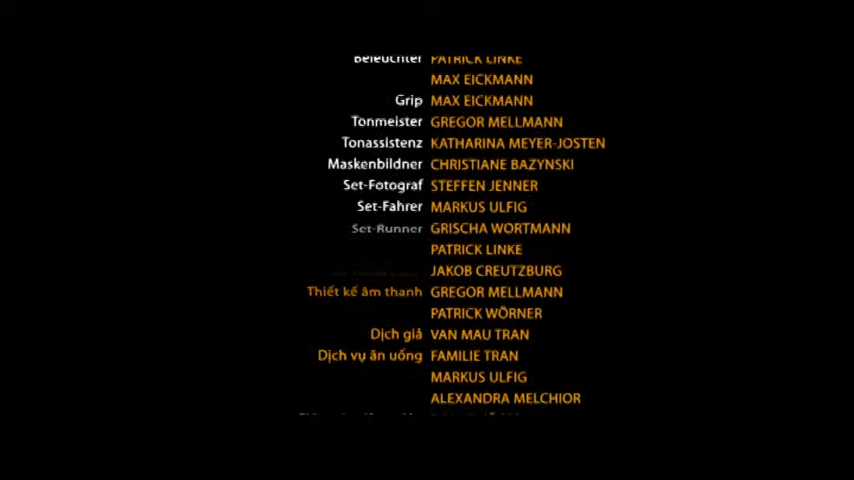 Beleuchter PATRICK LINKE
MAX EICKMANN
Grip MAX EICKMANN
Tonmeister GREGOR MELLMANN
Tonassistenz KATHARINA MEYER-JOSTEN
Maskenbildner CHRISTIANE BAZYNSKI
Set-Fotograf STEFFEN JENNER
Set-Fahrer MARKUS ULFIG
Set-Runner GRISCHA WORTMANN
PATRICK LINKE
JAKOB CREUTZBURG
Thiết kế âm thanh GREGOR MELLMANN
PATRICK WÖRNER
Dịch giả VAN MAU TRAN
Dịch vụ ăn uống FAMILIE TRAN
MARKUS ULFIG
ALEXANDRA MELCHIOR